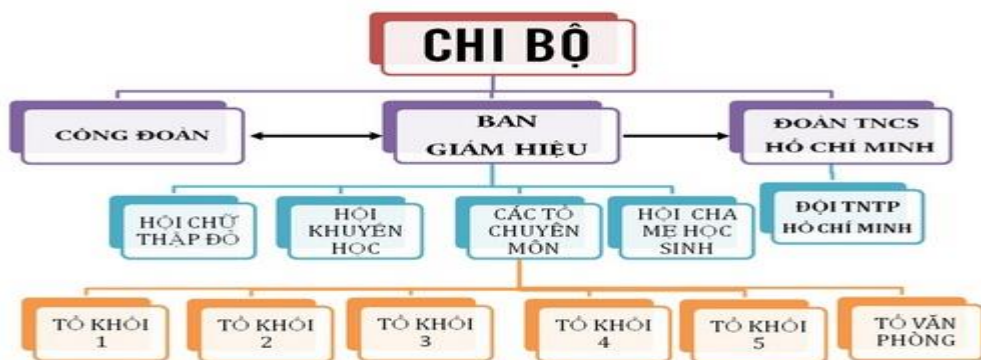 CHI BỘ
CÔNG ĐOÀN
BAN
GIÁM HIỆU
ĐOÀN TNCS
HỒ CHÍ MINH
HỘI CHỮ
THẬP ĐỎ
HỘI
KHUYẾN
HỌC
CÁC TỔ
CHUYÊN
MÔN
HỘI CHA
MẸ HỌC
SINH
ĐỘI TNTP
HỒ CHÍ MINH
TỔ KHỐI
1
TỔ KHỐI
2
TỔ KHỐI
3
TỔ KHỐI
4
TỔ KHỐI
5
TỔ VĂN
PHÒNG